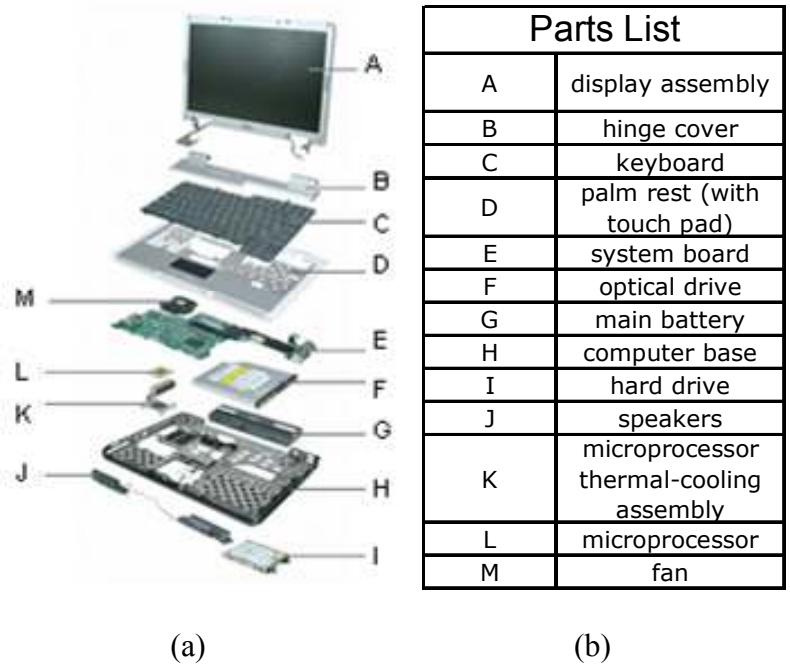 A
B
C
D
M
E
L
F
K
G
J
H
I
Parts List
A display assembly
B hinge cover
C keyboard
D palm rest (with
touch pad)
E system board
F optical drive
G main battery
H computer base
I hard drive
J speakers
K microprocessor
thermal-cooling
assembly
L microprocessor
M fan
(a) (b)